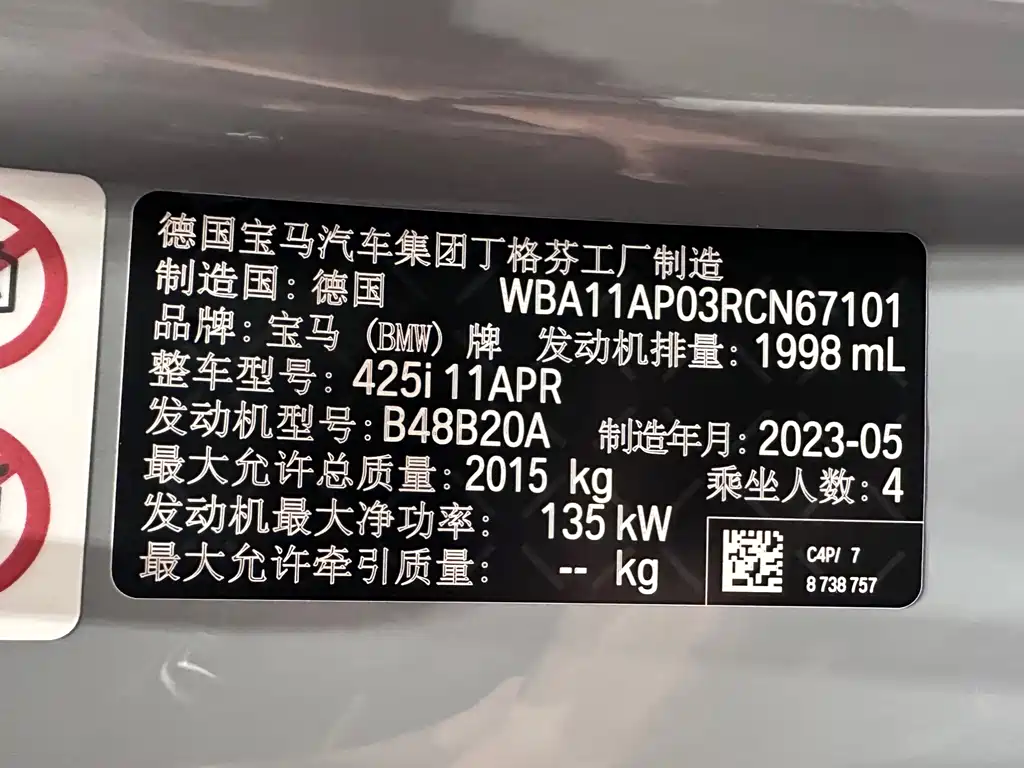 德国宝马汽车集团丁格芬工厂制造
制造国：德国 WBA11AP03RCN67101
品牌：宝马 (BMW) 牌 发动机排量：1998 mL
整车型号：425i 11APR
发动机型号：B48B20A 制造年月：2023-05
最大允许总质量：2015 kg 乘坐人数：4
发动机最大净功率： 135 kW
最大允许牵引质量： -- kg
C4P/ 7
8 738 757